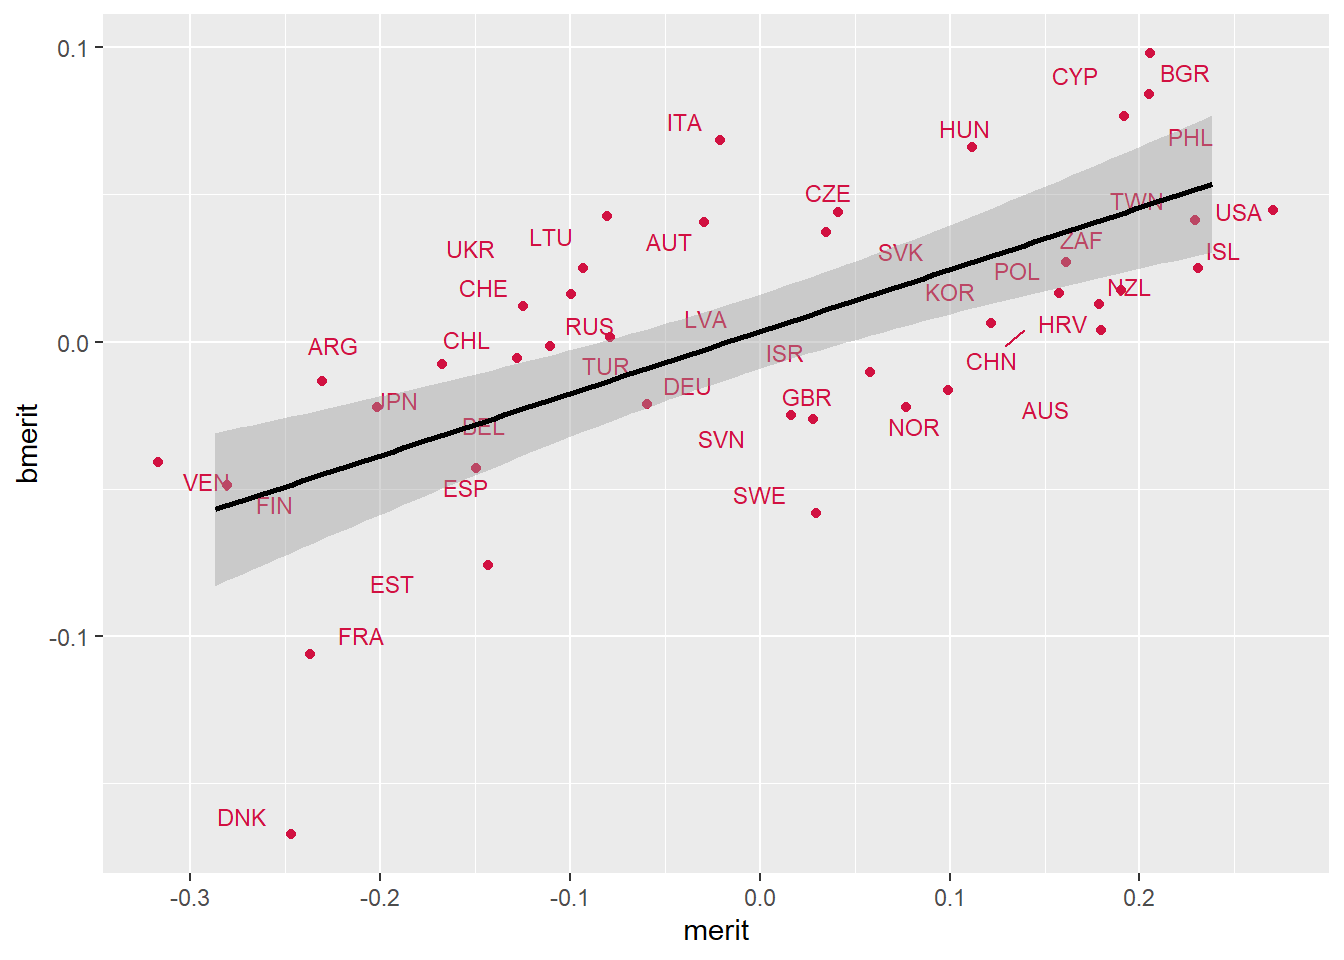 0.1
0.0
-0.1
bmerit
CYP
BGR
ITA
HUN
PHL
CZE
TWN
USA
LTU
AUT
UKR
SVK
ZAF
ISL
POL
CHE
KOR
NZL
LVA
RUS
HRV
CHL
ARG
ISR
CHN
TUR
DEU
JPN
GBR
AUS
BEL
NOR
SVN
VEN
ESP
SWE
FIN
EST
FRA
DNK
-0.3
-0.2
-0.1
0.0
0.1
0.2
merit